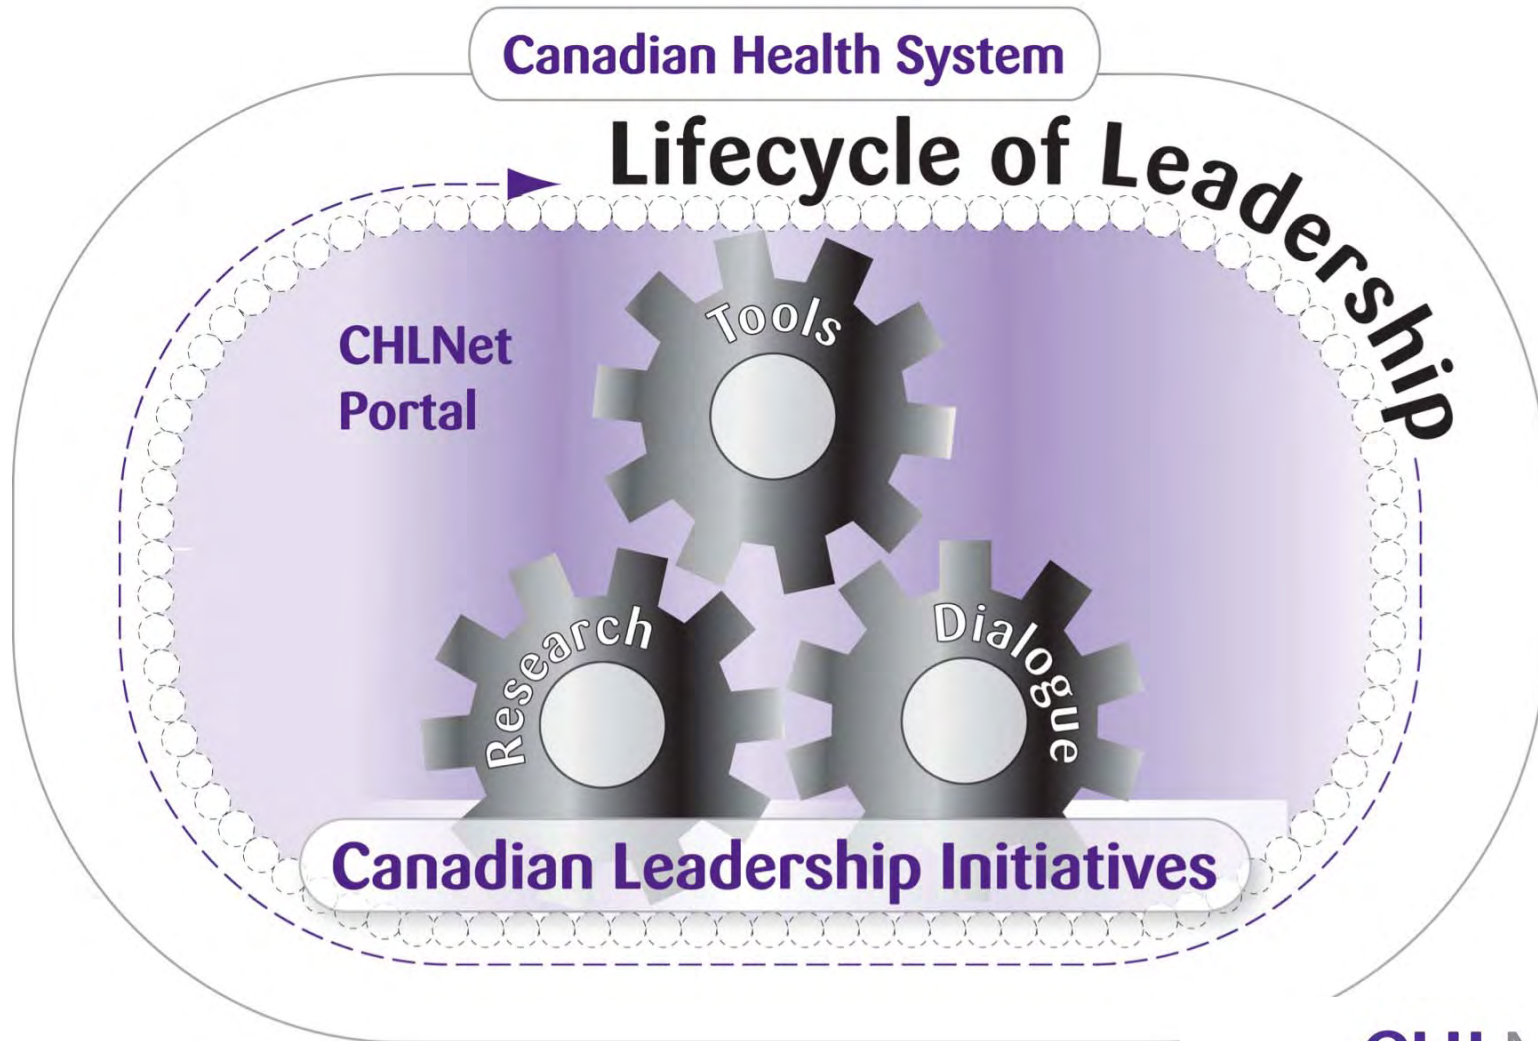 Canadian Health System
Lifecycle of Leadership
CHLNet
Portal
Tools
Research
Dialogue
Canadian Leadership Initiatives